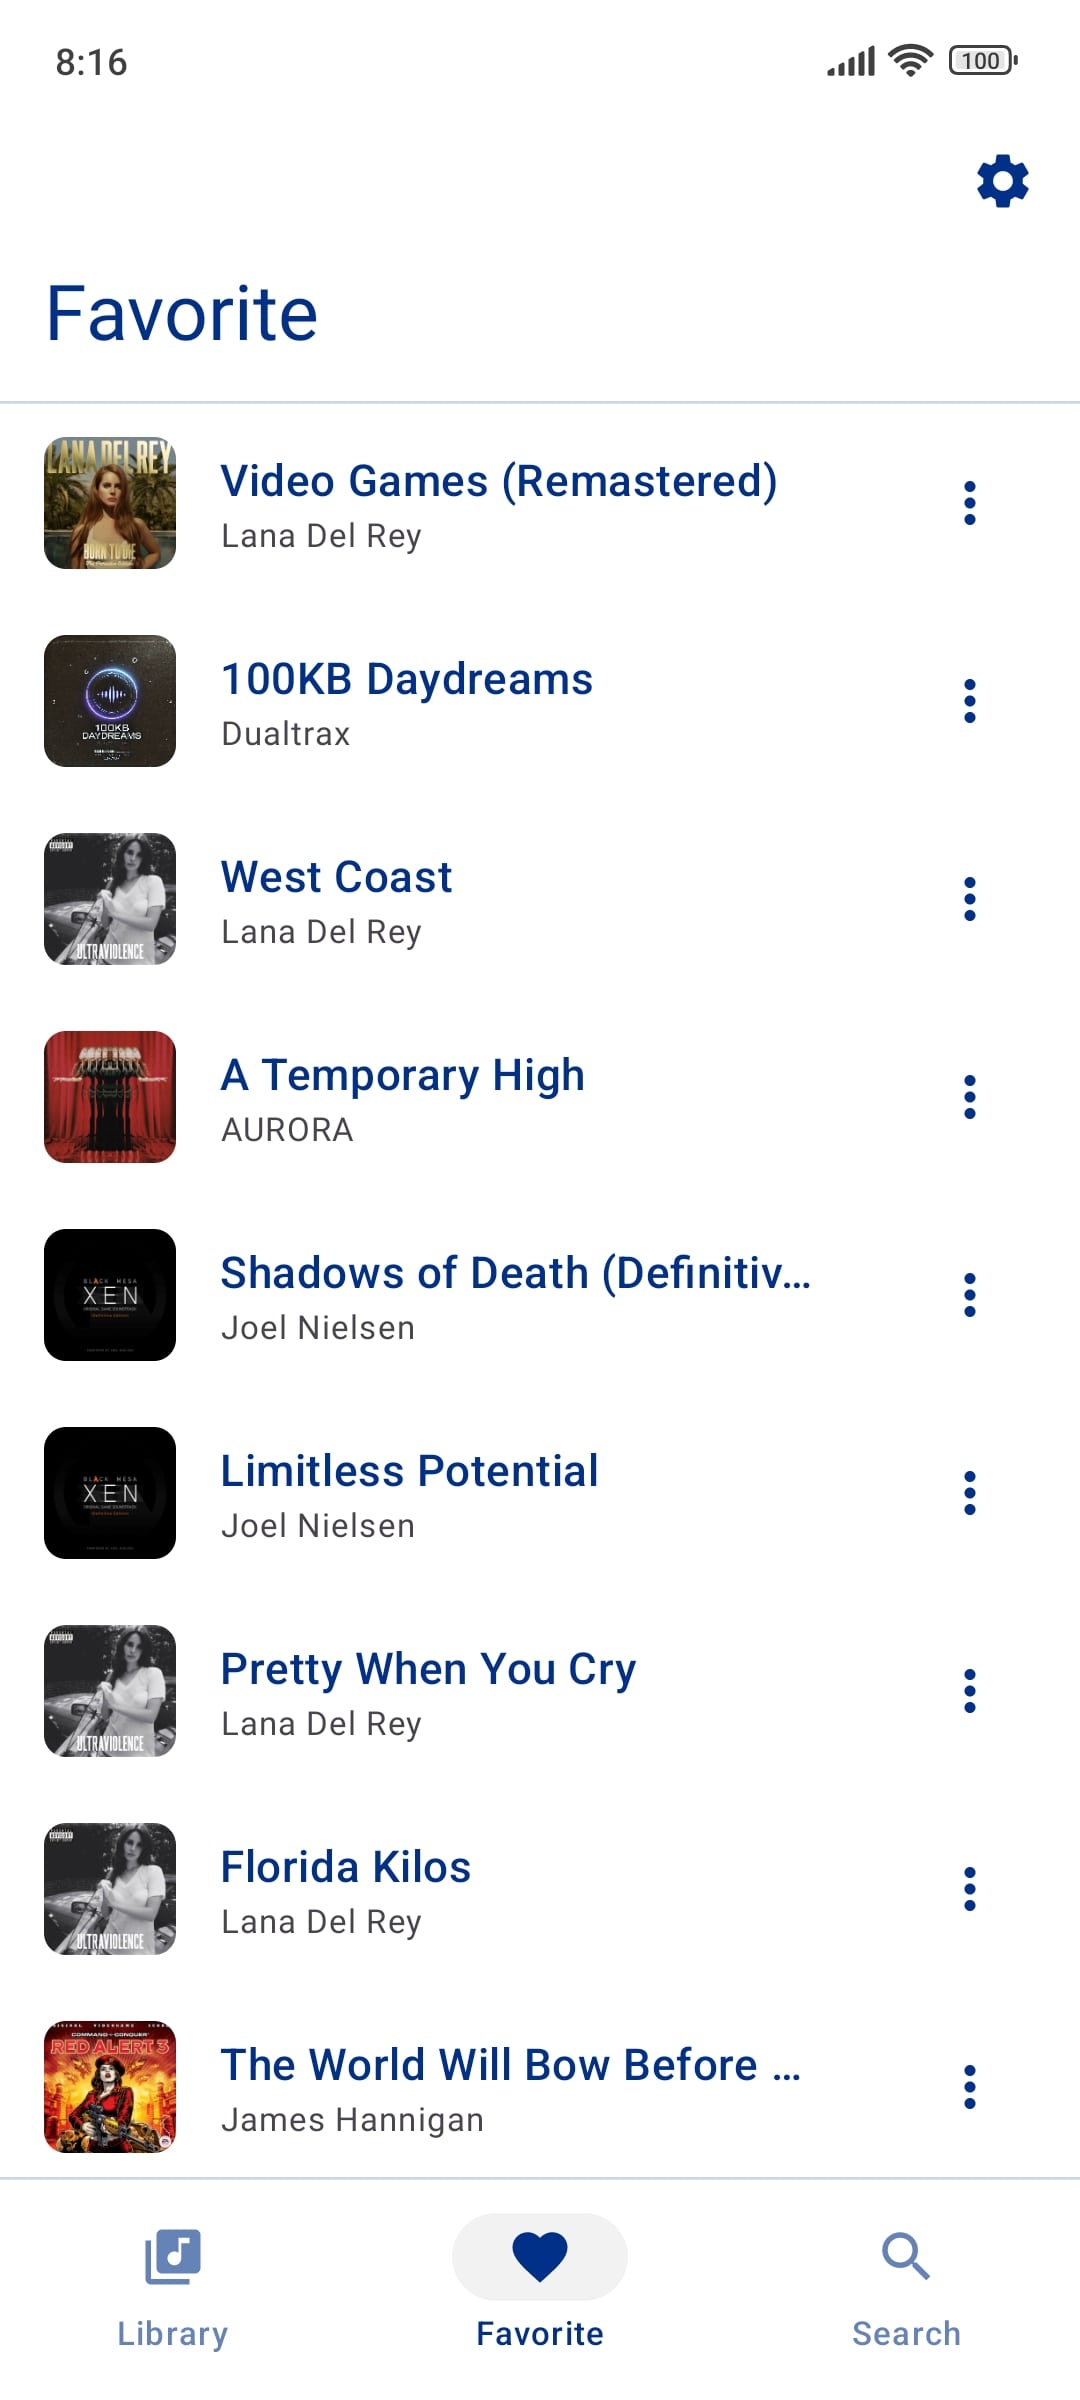 8:16
100
Favorite
LANA DEL REY
BORN TO DIE
Video Games (Remastered)
Lana Del Rey
100KB
DAYDREAMS
100KB Daydreams
Dualtrax
ULTRAVIOLENCE
West Coast
Lana Del Rey
A Temporary High
AURORA
BLACK MESA
XEN
Shadows of Death (Definitiv...
Joel Nielsen
BLACK MESA
XEN
Limitless Potential
Joel Nielsen
ULTRAVIOLENCE
Pretty When You Cry
Lana Del Rey
ULTRAVIOLENCE
Florida Kilos
Lana Del Rey
COMMAND & CONQUER
RED ALERT 3
The World Will Bow Before ...
James Hannigan
Library
Favorite
Search